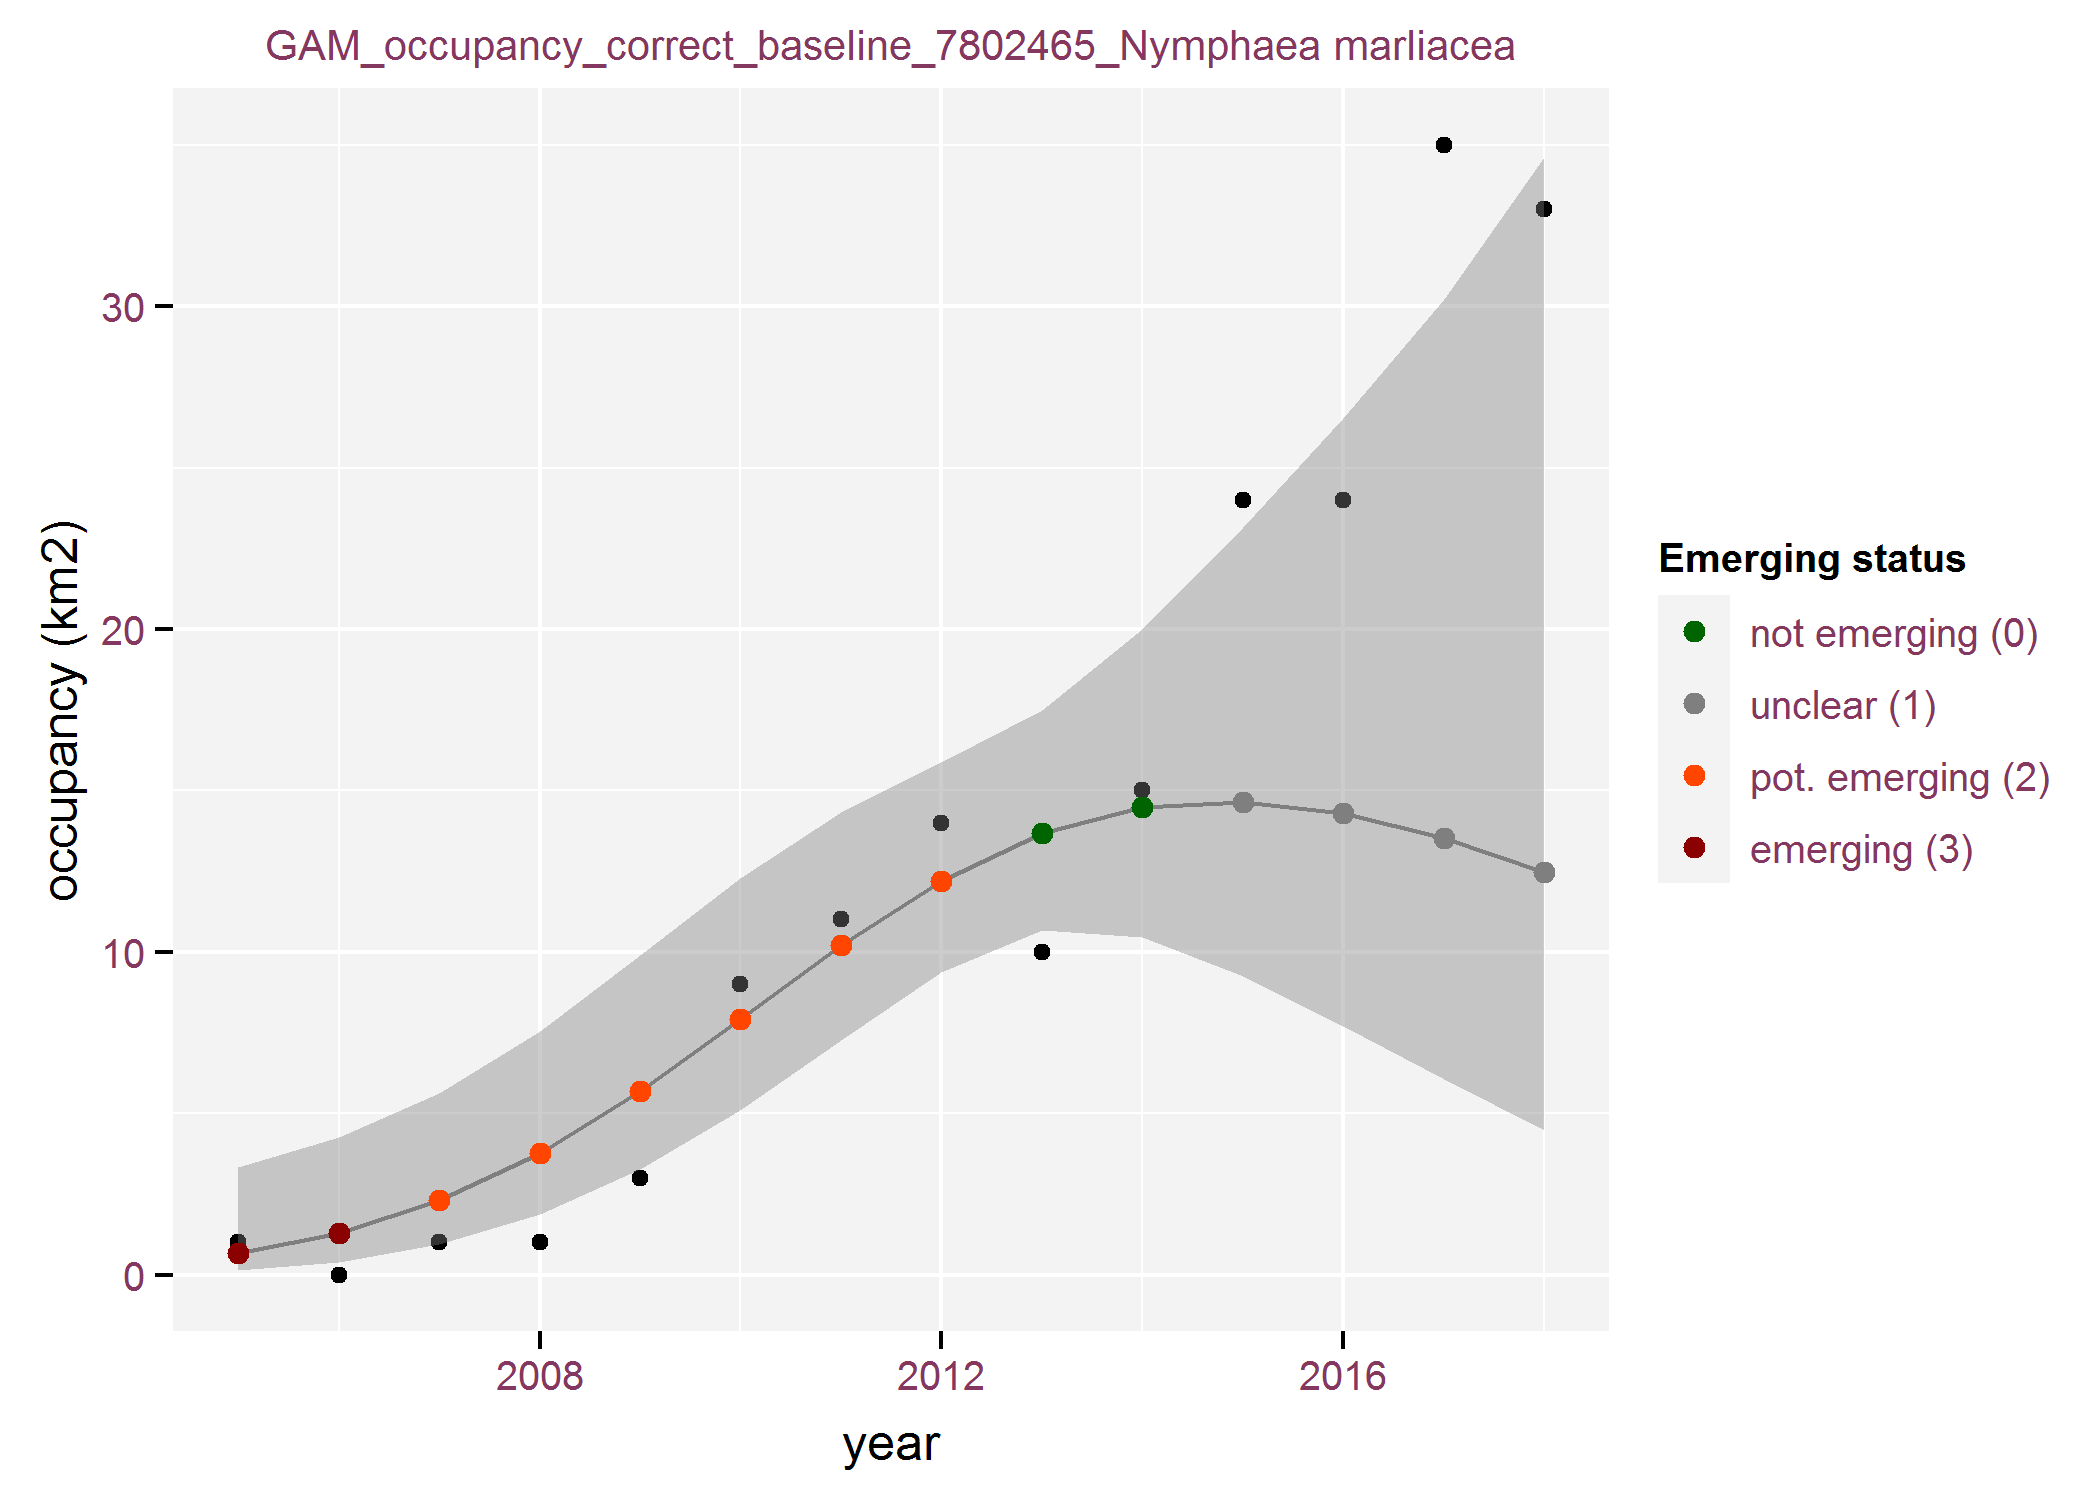 GAM_occupancy_correct_baseline_7802465_Nymphaea marliacea
occupancy (km2)
30
20
10
0
2008
2012
2016
year
Emerging status
not emerging (0)
unclear (1)
pot. emerging (2)
emerging (3)